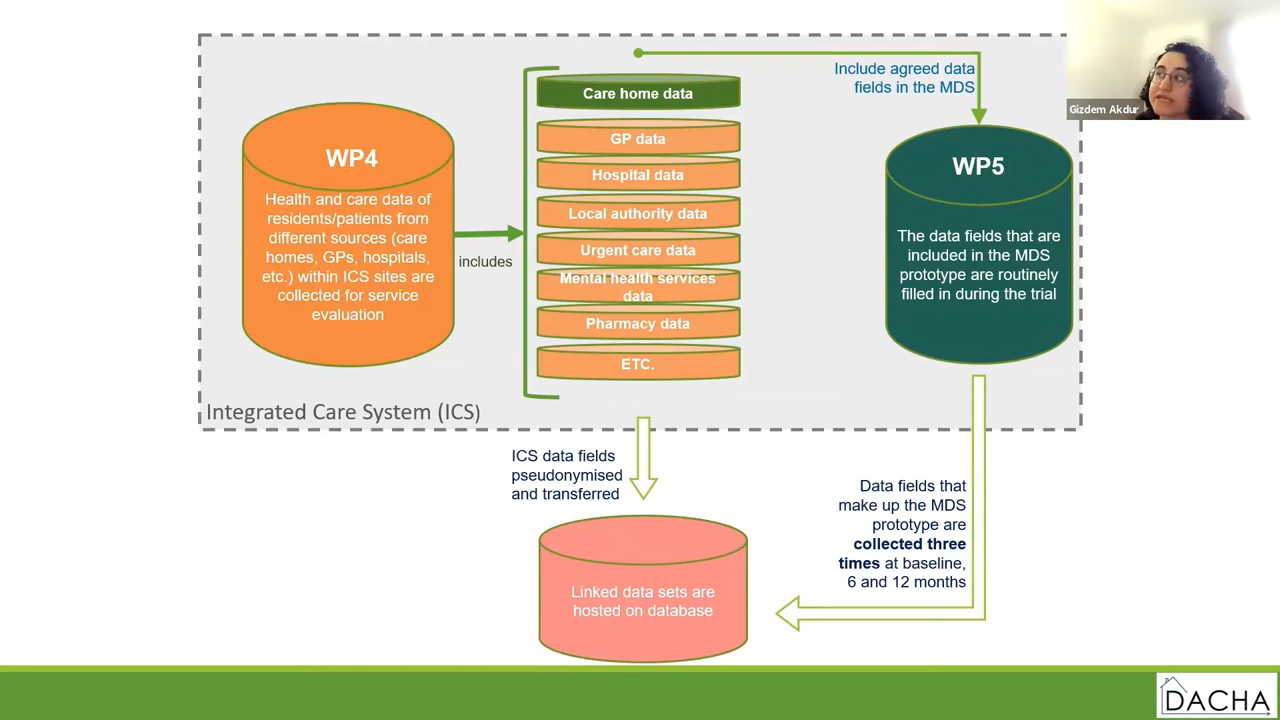 WP4
Health and care data of
residents/patients from
different sources (care
homes, GPs, hospitals,
etc.) within ICS sites are
collected for service
evaluation
includes
Care home data
GP data
Hospital data
Local authority data
Urgent care data
Mental health services
data
Pharmacy data
ETC.
Include agreed data
fields in the MDS
Gizdem Akdur
WP5
The data fields that are
included in the MDS
prototype are routinely
filled in during the trial
Integrated Care System (ICS)
ICS data fields
pseudonymised
and transferred
Data fields that
make up the MDS
prototype are
collected three
times at baseline,
6 and 12 months
Linked data sets are
hosted on database
DACHA